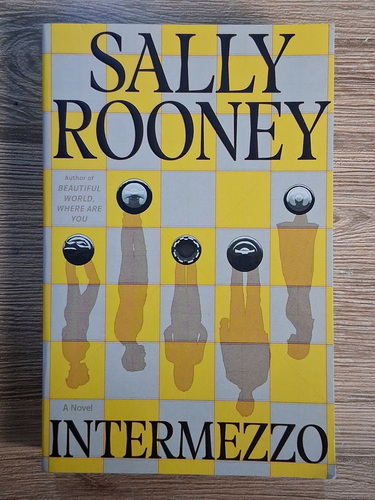 SALLY
ROONEY
Author of
BEAUTIFUL
WORLD,
WHERE ARE
YOU
A Novel
INTERMEZZO